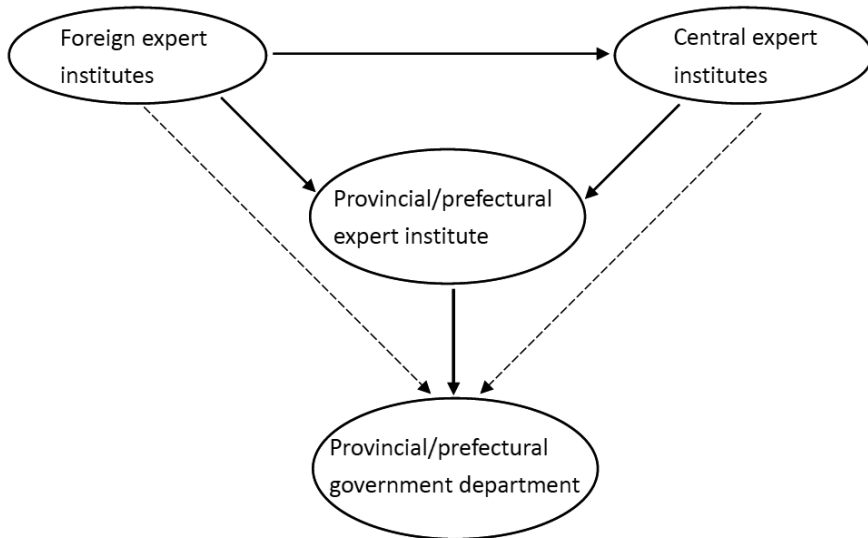 Foreign expert
institutes
Central expert
institutes
Provincial/prefectural
expert institute
Provincial/prefectural
government department